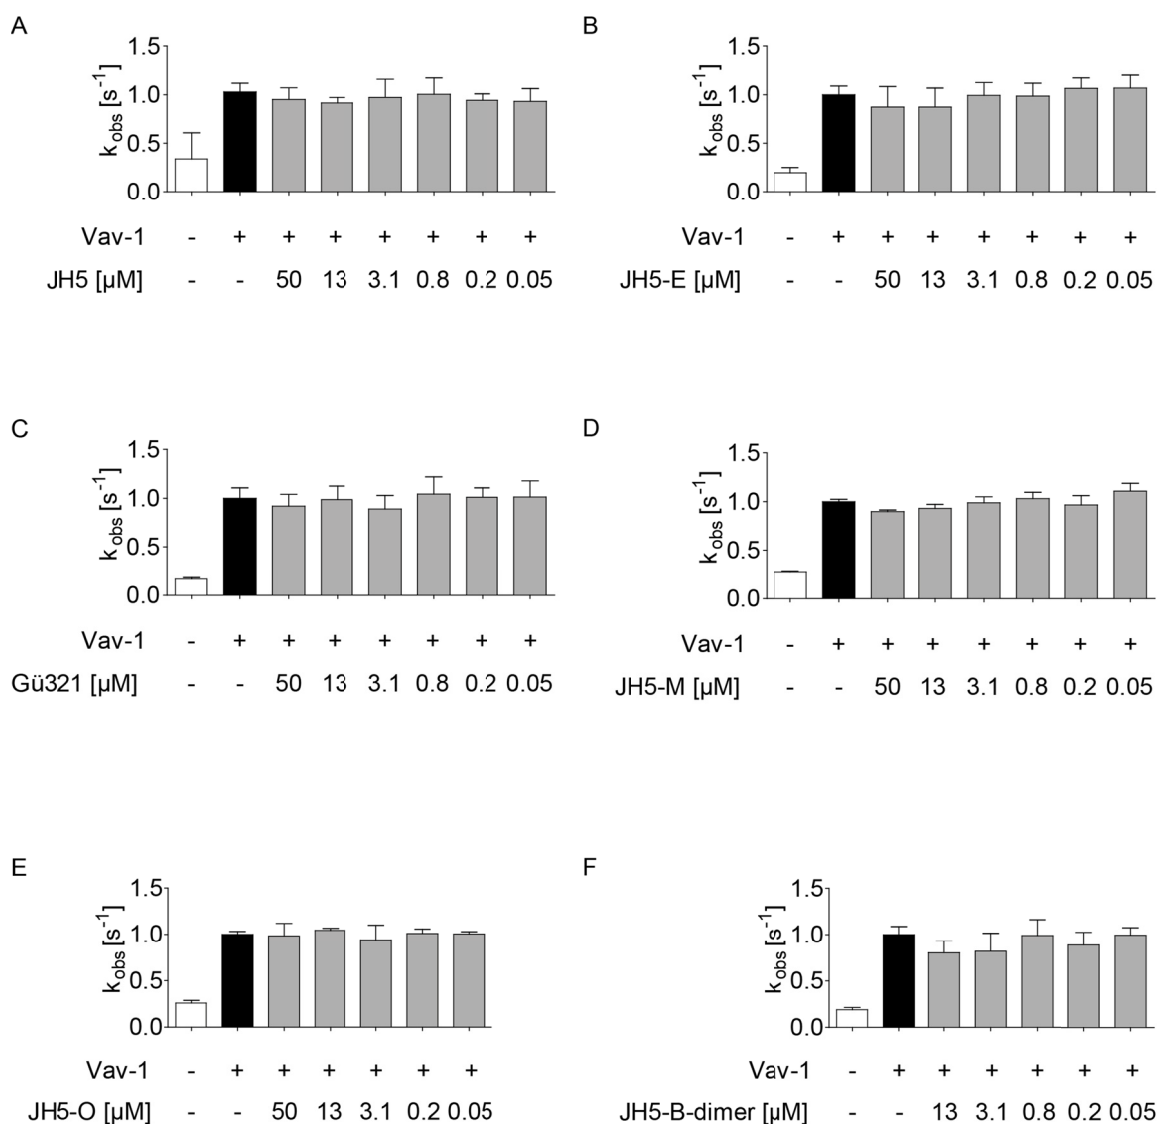 A
B
1.5
1.0
0.5
0.0
kobs [s-1]
Vav-1 - + + + + + + +
JH5 [µM] - - 50 13 3.1 0.8 0.2 0.05
1.5
1.0
0.5
0.0
kobs [s-1]
Vav-1 - + + + + + + +
JH5-E [µM] - - 50 13 3.1 0.8 0.2 0.05
C
D
1.5
1.0
0.5
0.0
kobs [s-1]
Vav-1 - + + + + + + +
Gü321 [µM] - - 50 13 3.1 0.8 0.2 0.05
1.5
1.0
0.5
0.0
kobs [s-1]
Vav-1 - + + + + + + +
JH5-M [µM] - - 50 13 3.1 0.8 0.2 0.05
E
F
1.5
1.0
0.5
0.0
kobs [s-1]
Vav-1 - + + + + + +
JH5-O [µM] - - 50 13 3.1 0.2 0.05
1.5
1.0
0.5
0.0
kobs [s-1]
Vav-1 - + + + + + +
JH5-B-dimer [µM] - - 13 3.1 0.8 0.2 0.05